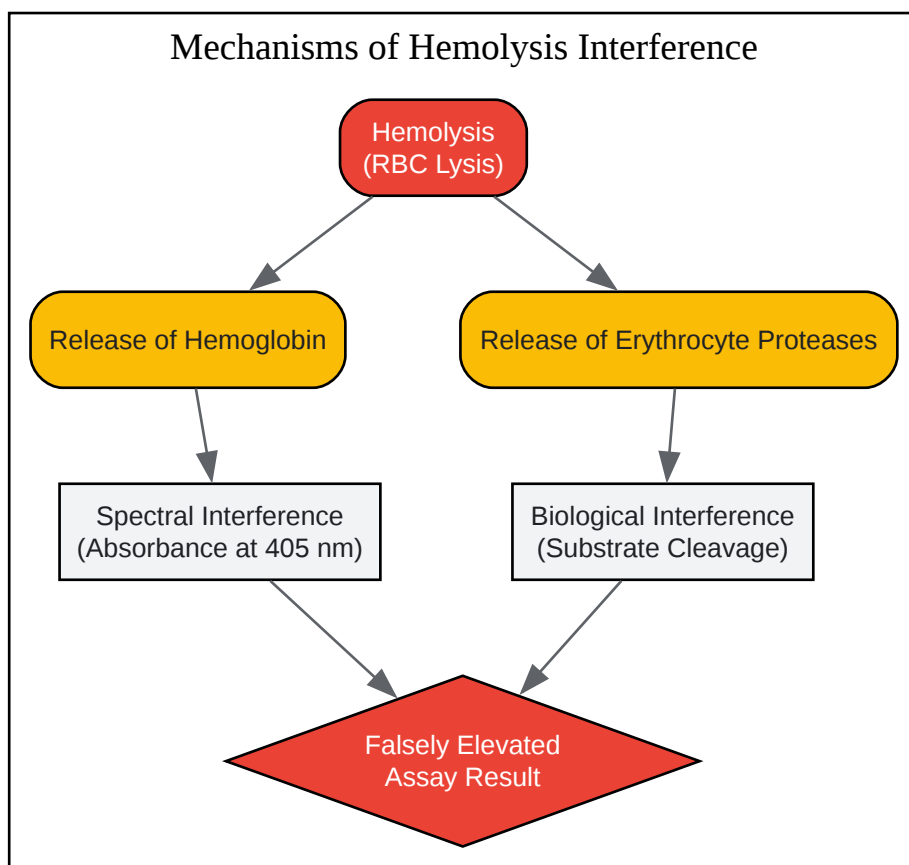 Mechanisms of Hemolysis Interference
Hemolysis
(RBC Lysis)
Release of Hemoglobin
Release of Erythrocyte Proteases
Spectral Interference
(Absorbance at 405 nm)
Biological Interference
(Substrate Cleavage)
Falsely Elevated
Assay Result